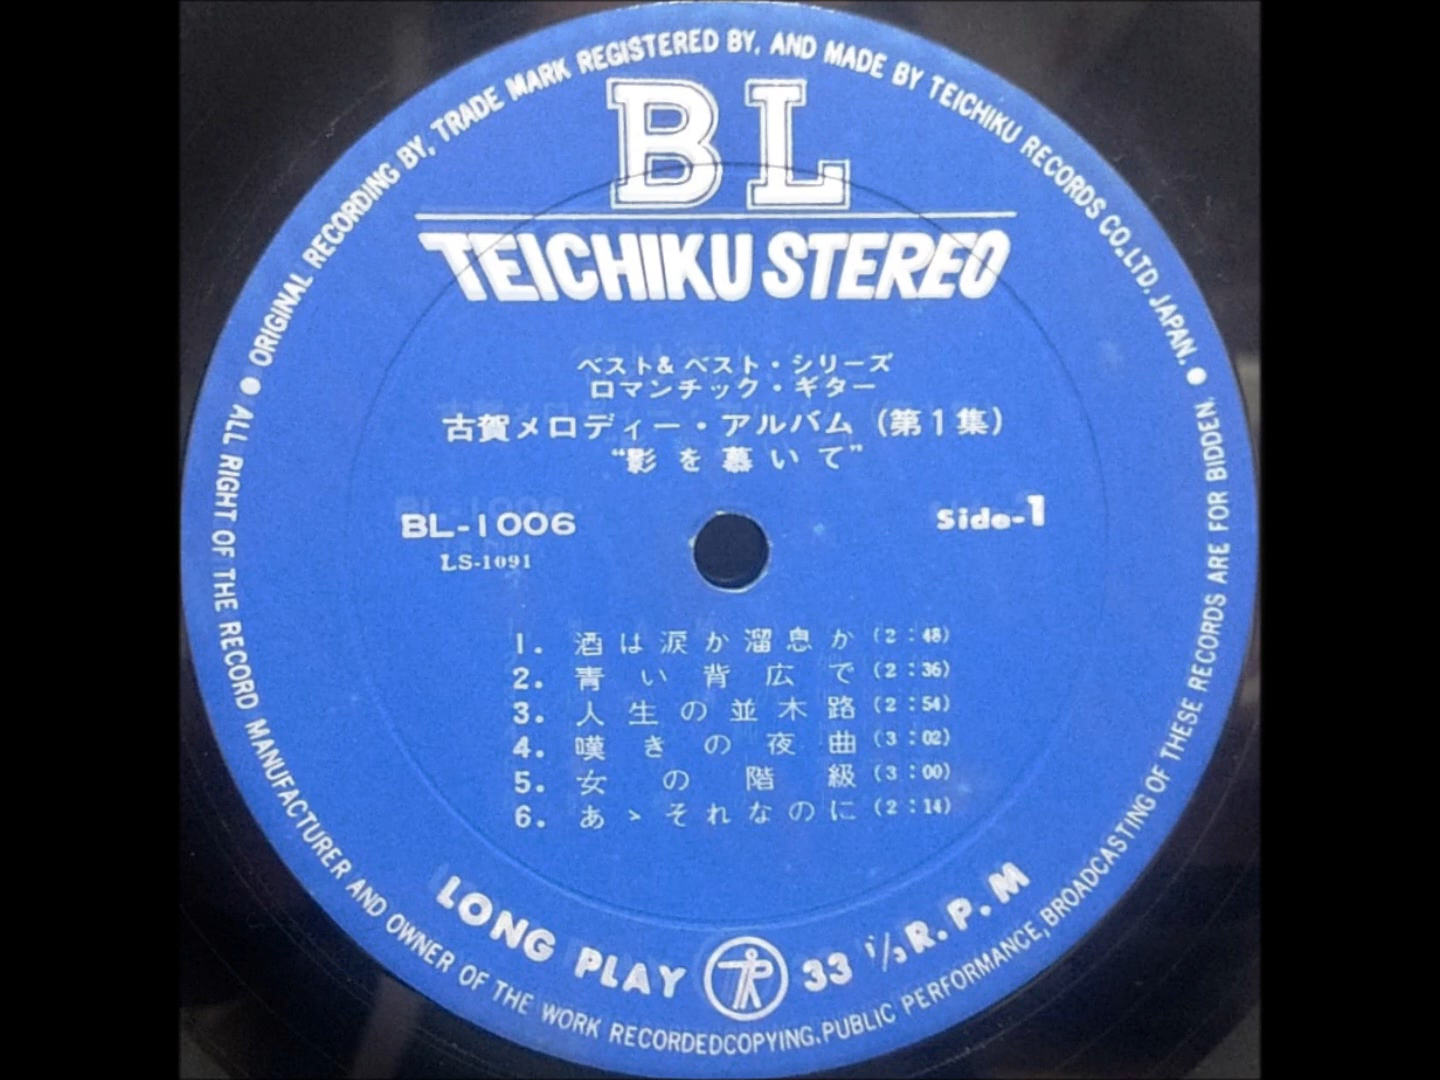 ORIGINAL RECORDING BY, TRADE MARK REGISTERED BY, AND MADE BY TEICHIKU RECORDS CO.,LTD. JAPAN.
BL
TEICHIKU STEREO
ベスト&ベスト・シリーズ
ロマンチック・ギター
古賀メロディー・アルバム(第1集)
“影を慕いて”
BL-1006
Side-1
LS-1091
1. 酒は涙か溜息か (2:48)
2. 青い背広で (2:36)
3. 人生の並木路 (2:54)
4. 嘆きの夜曲 (3:02)
5. 女の階級 (3:00)
6. あゝそれなのに (2:14)
LONG PLAY 33 1/3 R.P.M
ALL RIGHT OF THE RECORD MANUFACTURER AND OWNER OF THE WORK RECORDEDCOPYING,PUBLIC PERFORMANCE,BROADCASTING OF THESE RECORDS ARE FOR BIDDEN.